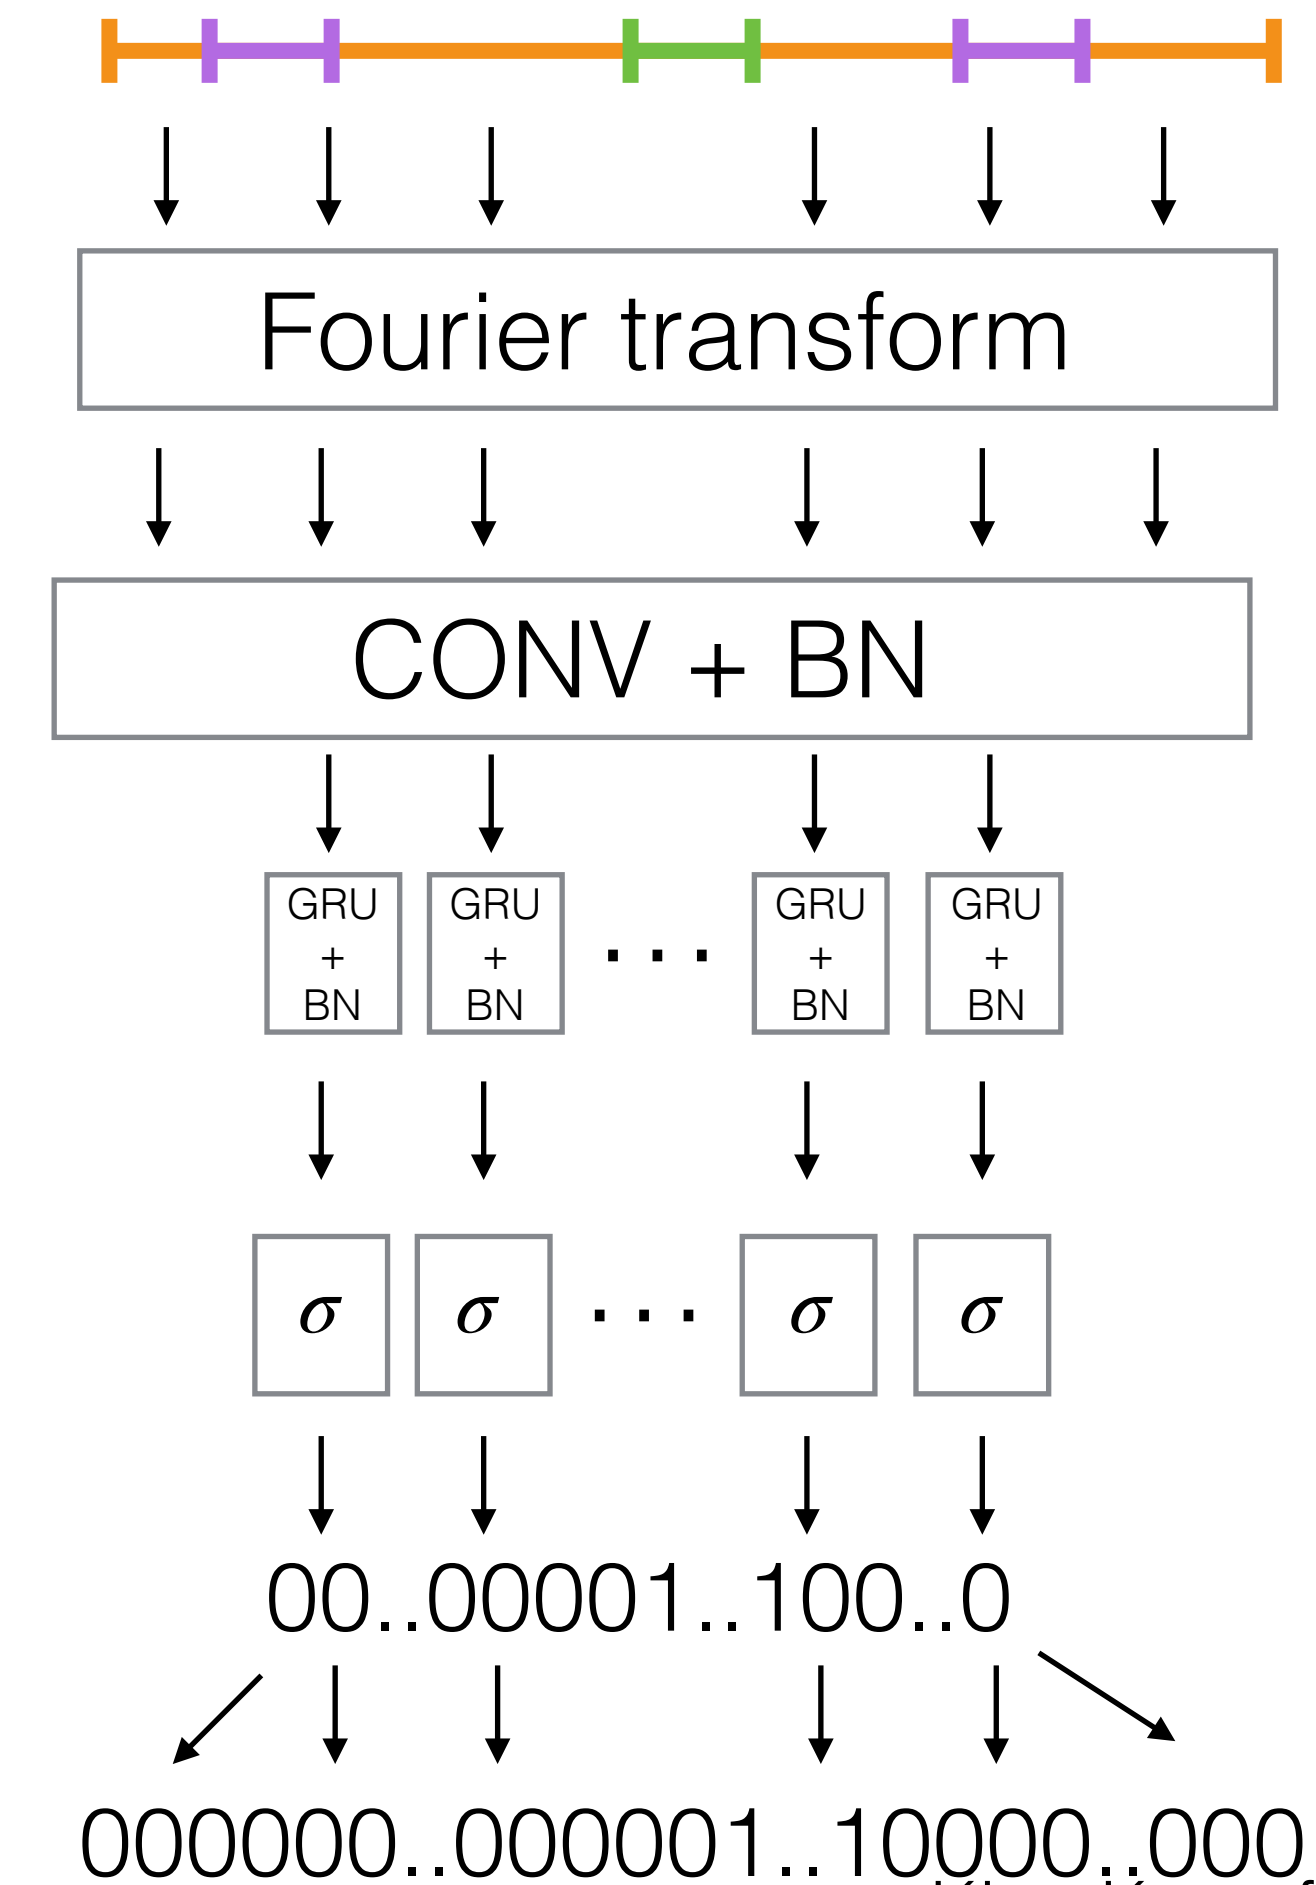 Fourier transform
CONV + BN
GRU + BN GRU + BN ... GRU + BN GRU + BN
σ σ ... σ σ
00..00001..100..0
000000..000001..10000..000